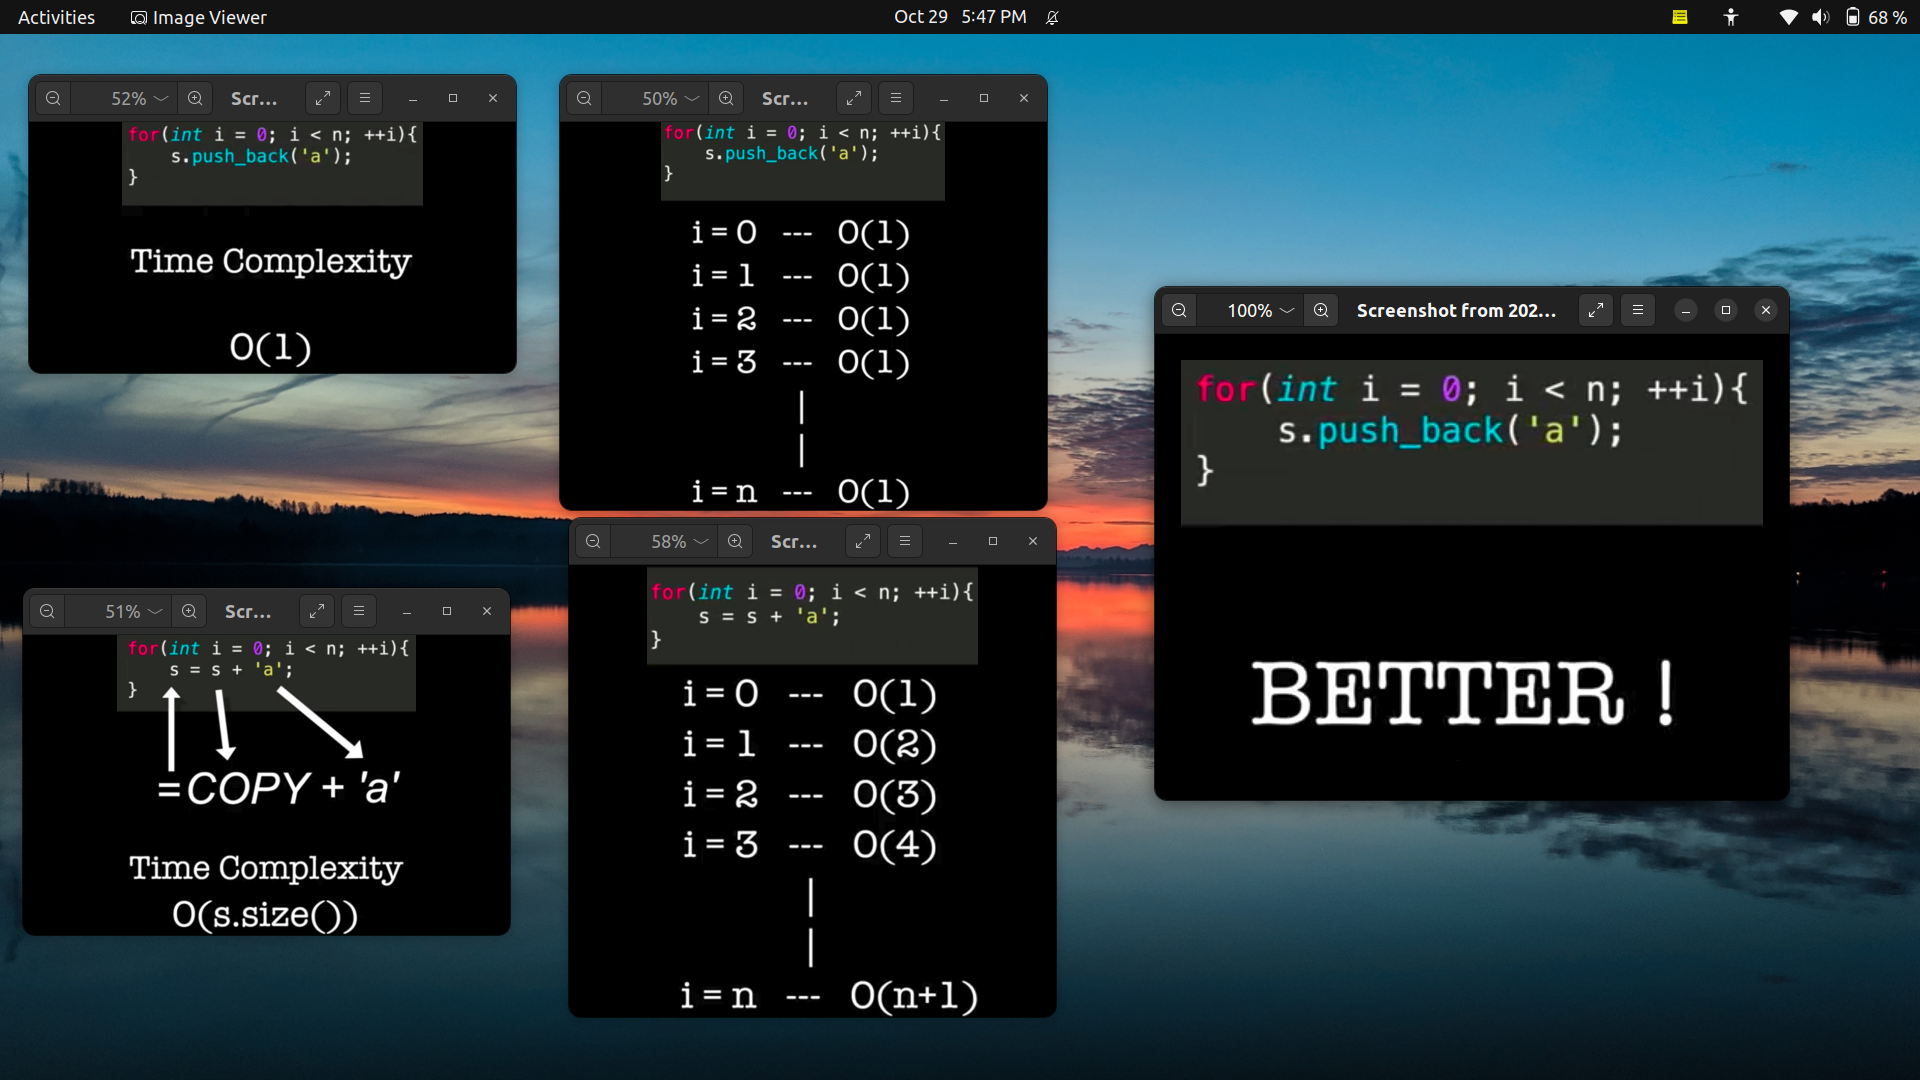 Activities Image Viewer Oct 29 5:47 PM 68 %
52% Scr...
for(int i = 0; i < n; ++i){
s.push_back('a');
}
Time Complexity
O(1)
50% Scr...
for(int i = 0; i < n; ++i){
s.push_back('a');
}
i = 0 --- O(1)
i = 1 --- O(1)
i = 2 --- O(1)
i = 3 --- O(1)
|
|
i = n --- O(1)
51% Scr...
for(int i = 0; i < n; ++i){
s = s + 'a';
}
=COPY + 'a'
Time Complexity
O(s.size())
58% Scr...
for(int i = 0; i < n; ++i){
s = s + 'a';
}
i = 0 --- O(1)
i = 1 --- O(2)
i = 2 --- O(3)
i = 3 --- O(4)
|
|
i = n --- O(n+1)
100% Screenshot from 202...
for(int i = 0; i < n; ++i){
s.push_back('a');
}
BETTER !